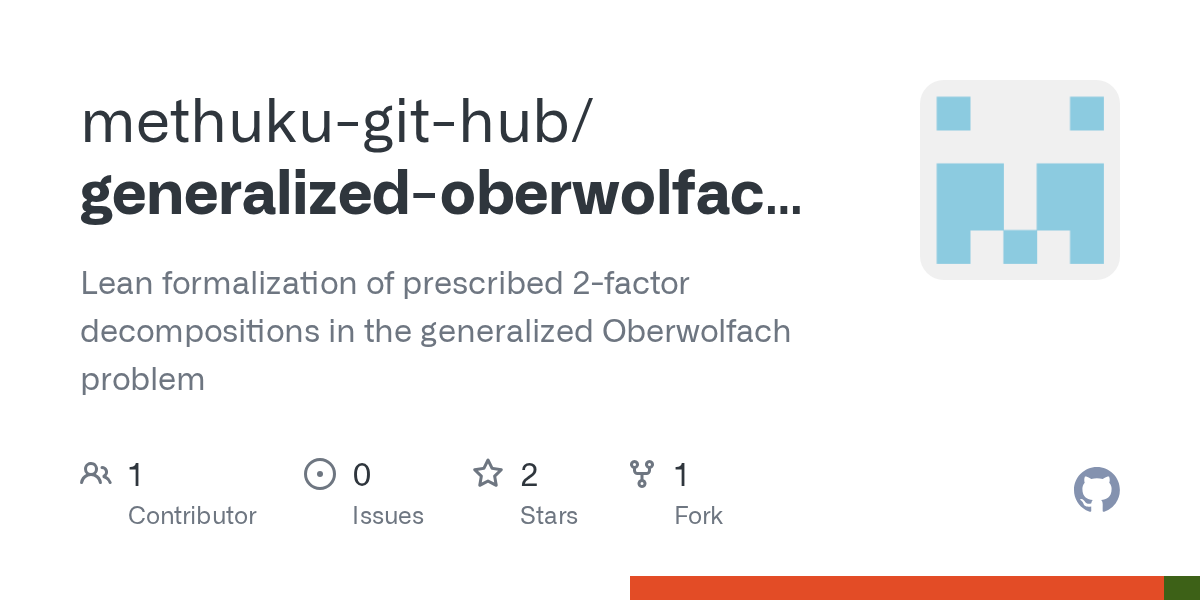 methuku-git-hub/
generalized-oberwolfac...
Lean formalization of prescribed 2-factor
decompositions in the generalized Oberwolfach
problem
1
Contributor
0
Issues
2
Stars
1
Fork